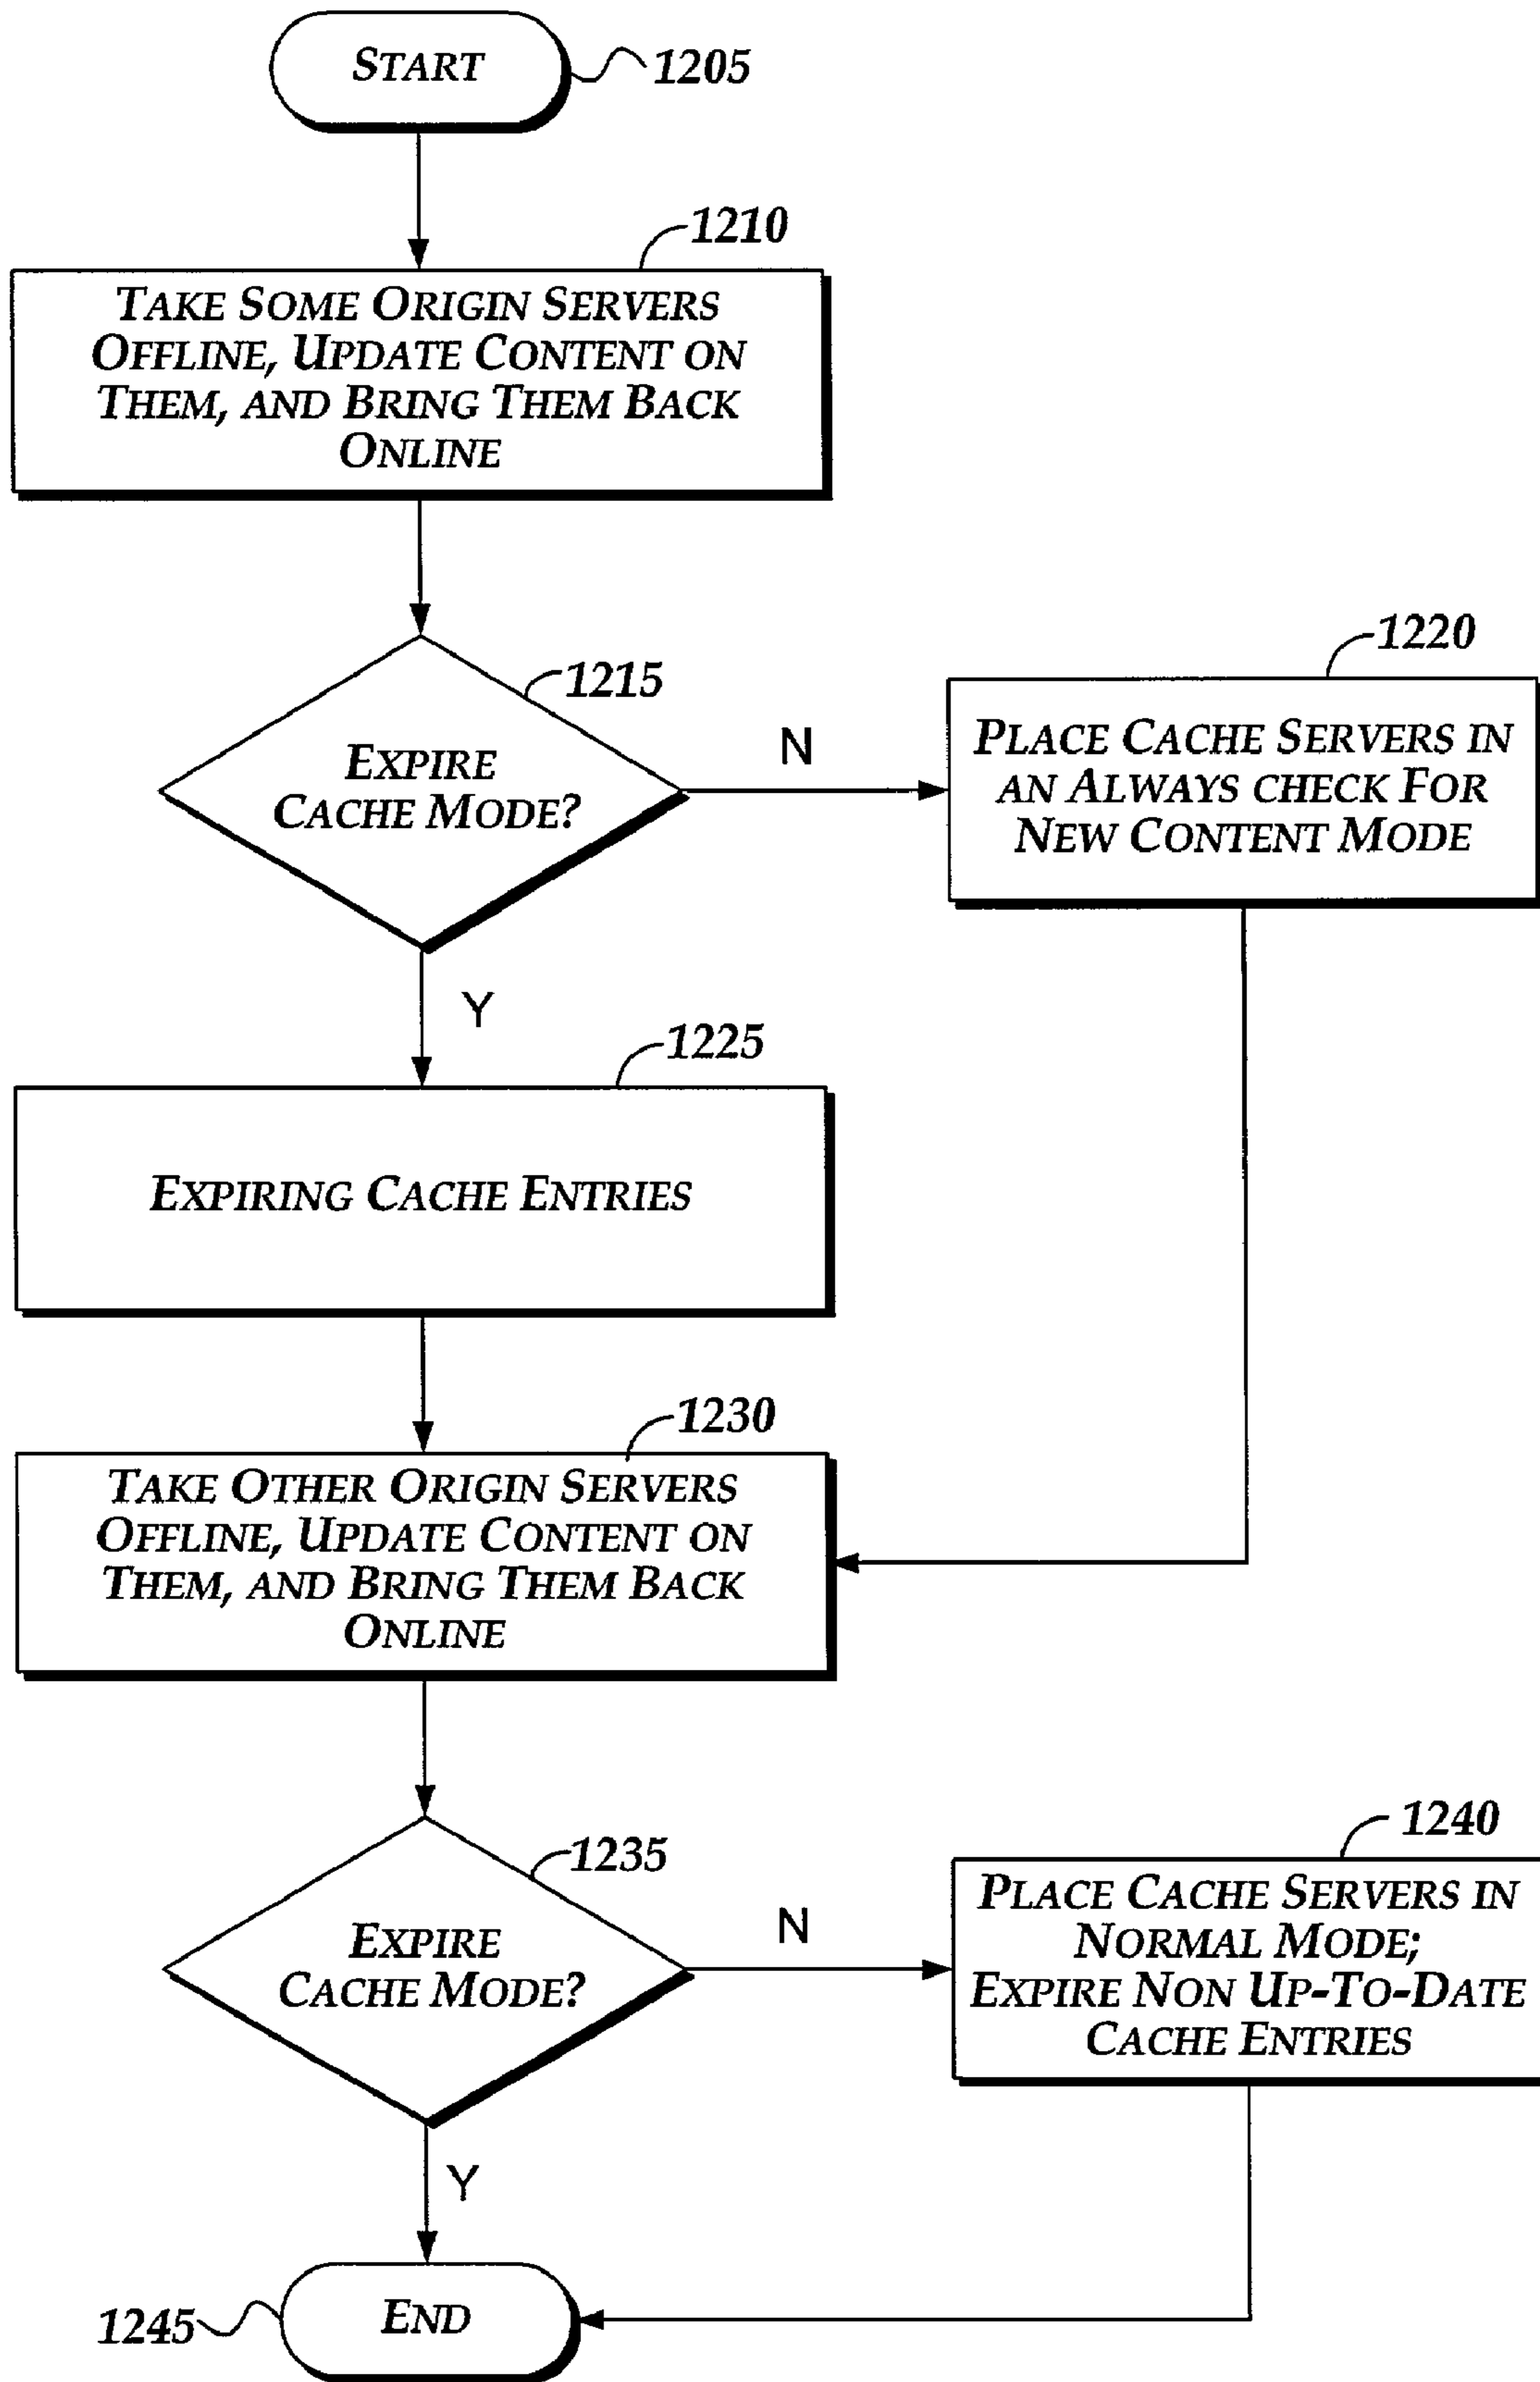 START
1205
1210
TAKE SOME ORIGIN SERVERS
OFFLINE, UPDATE CONTENT ON
THEM, AND BRING THEM BACK
ONLINE
1215
EXPIRE
CACHE MODE?
N
1220
PLACE CACHE SERVERS IN
AN ALWAYS CHECK FOR
NEW CONTENT MODE
Y
1225
EXPIRING CACHE ENTRIES
1230
TAKE OTHER ORIGIN SERVERS
OFFLINE, UPDATE CONTENT ON
THEM, AND BRING THEM BACK
ONLINE
1235
EXPIRE
CACHE MODE?
N
1240
PLACE CACHE SERVERS IN
NORMAL MODE;
EXPIRE NON UP-TO-DATE
CACHE ENTRIES
Y
1245
END